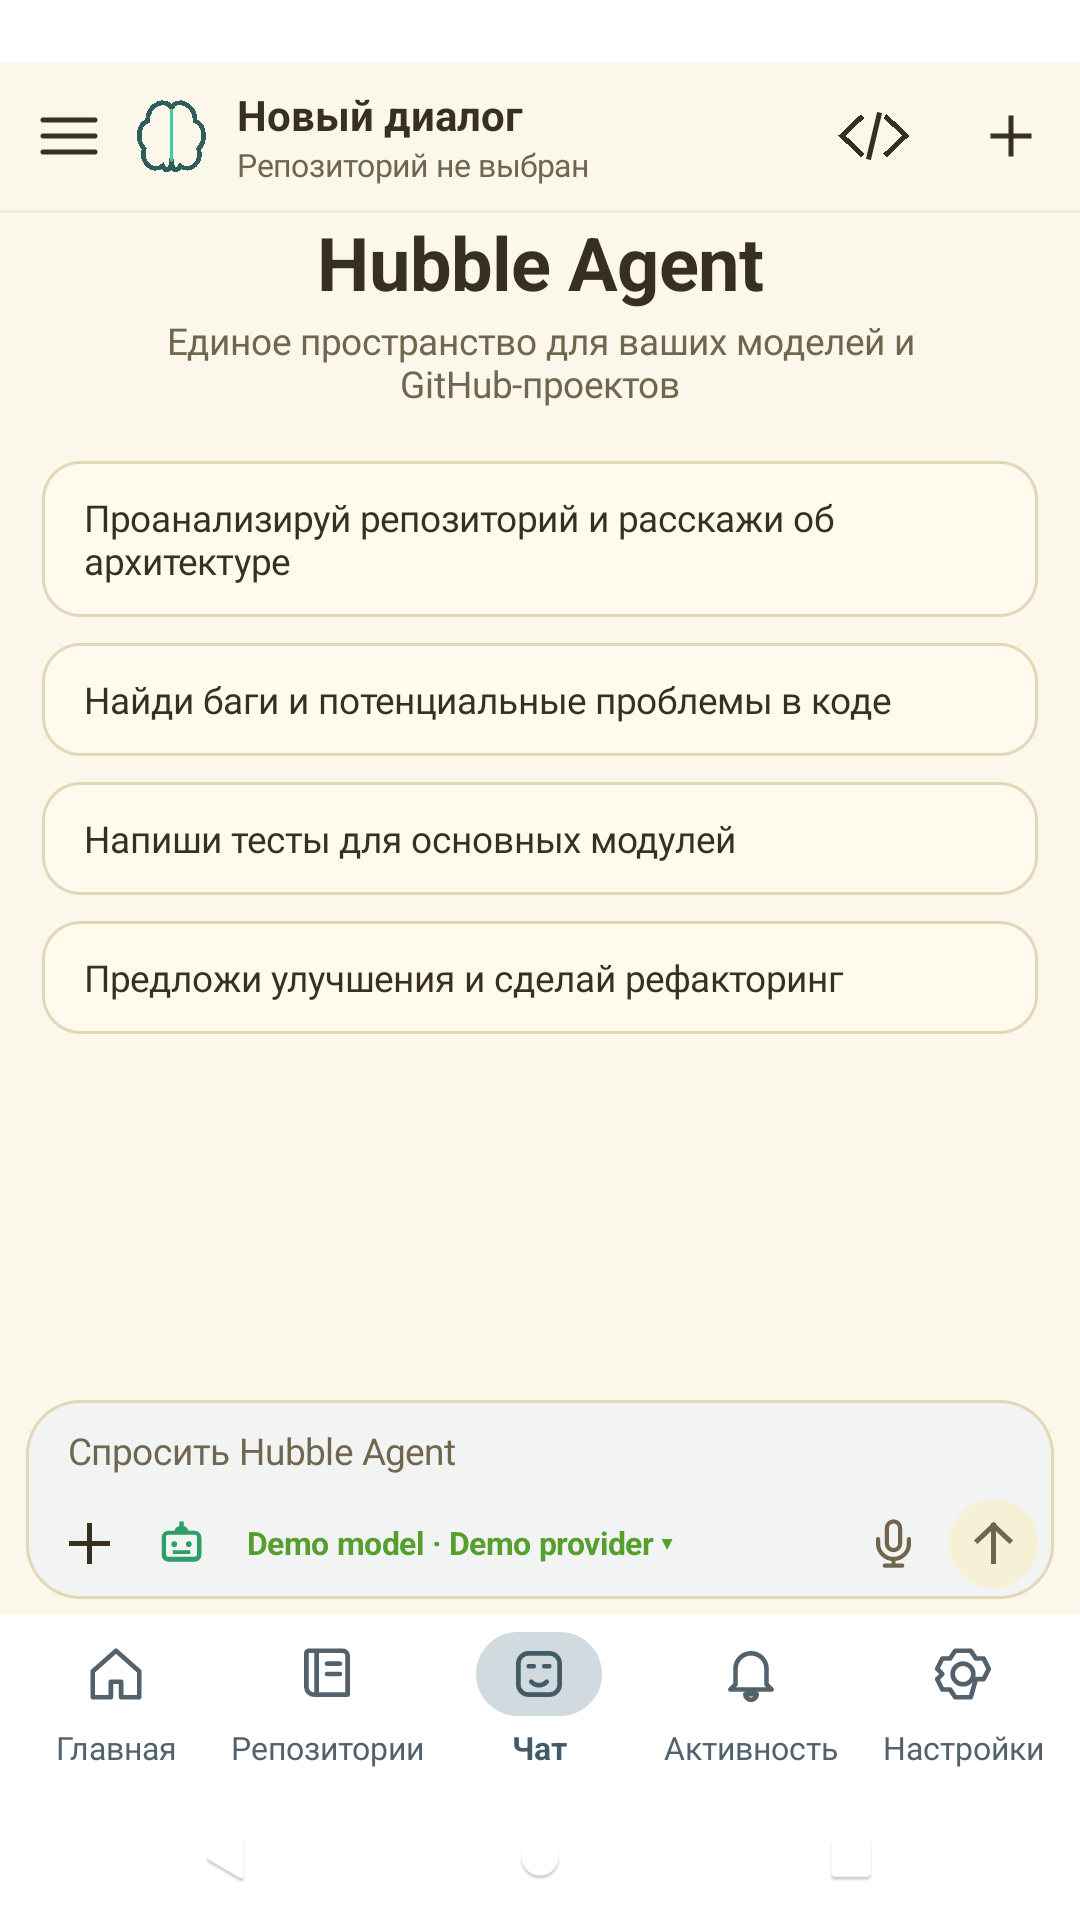 Новый диалог
Репозиторий не выбран
Hubble Agent
Единое пространство для ваших моделей и
GitHub-проектов
Проанализируй репозиторий и расскажи об
архитектуре
Найди баги и потенциальные проблемы в коде
Напиши тесты для основных модулей
Предложи улучшения и сделай рефакторинг
Спросить Hubble Agent
Demo model · Demo provider ▾
Главная
Репозитории
Чат
Активность
Настройки